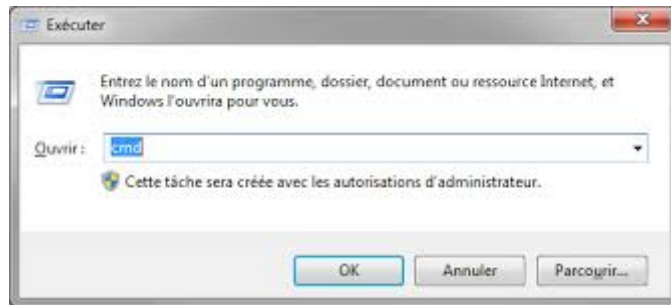 Exécuter
Entrez le nom d'un programme, dossier, document ou ressource Internet, et
Windows l'ouvrira pour vous.
Ouvrir : cmd
Cette tâche sera créée avec les autorisations d'administrateur.
OK Annuler Parcourir...